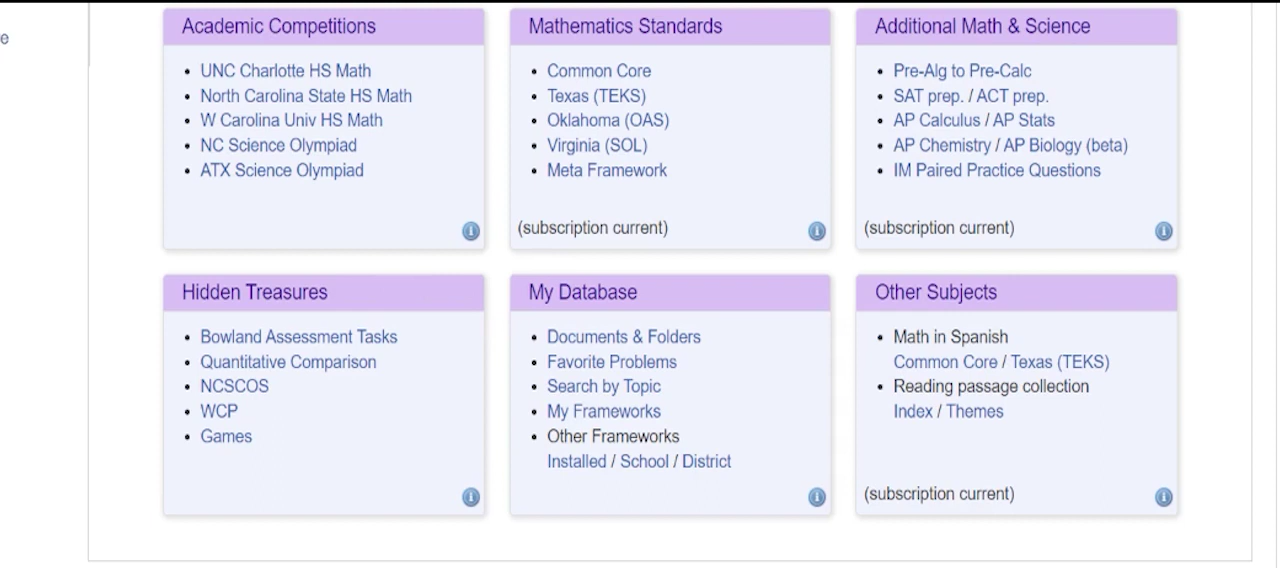 e
Academic Competitions
UNC Charlotte HS Math
North Carolina State HS Math
W Carolina Univ HS Math
NC Science Olympiad
ATX Science Olympiad
Mathematics Standards
Common Core
Texas (TEKS)
Oklahoma (OAS)
Virginia (SOL)
Meta Framework
(subscription current)
Additional Math & Science
Pre-Alg to Pre-Calc
SAT prep. / ACT prep.
AP Calculus / AP Stats
AP Chemistry / AP Biology (beta)
IM Paired Practice Questions
(subscription current)
Hidden Treasures
Bowland Assessment Tasks
Quantitative Comparison
NCSCOS
WCP
Games
My Database
Documents & Folders
Favorite Problems
Search by Topic
My Frameworks
Other Frameworks
Installed / School / District
Other Subjects
Math in Spanish
Common Core / Texas (TEKS)
Reading passage collection
Index / Themes
(subscription current)